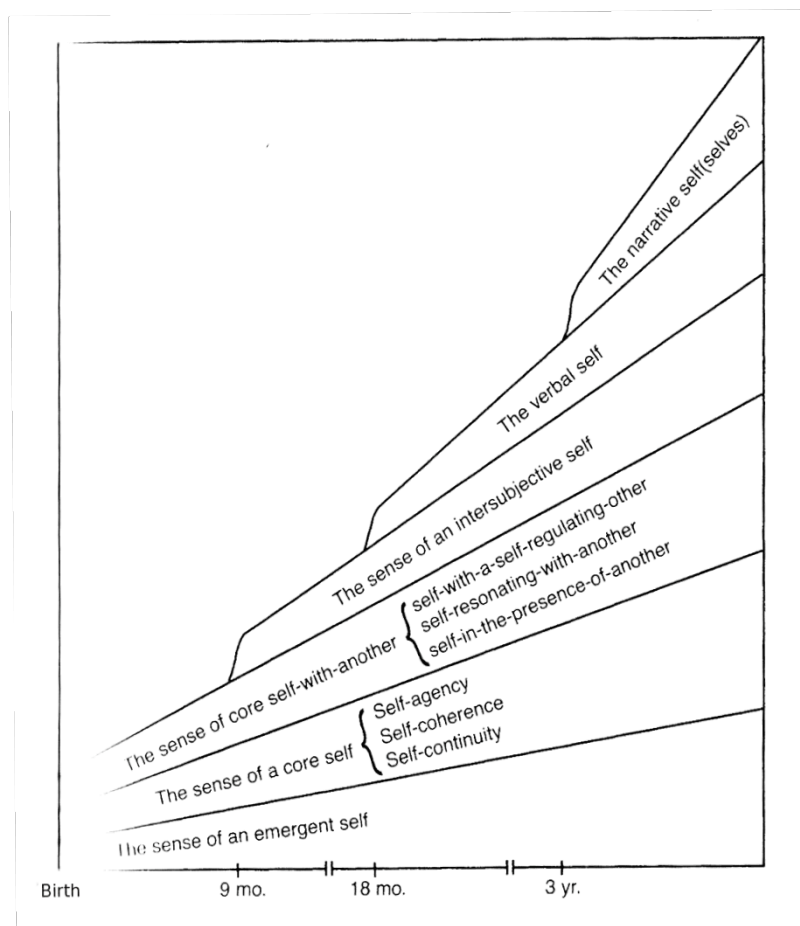 The narrative self(selves)
The verbal self
The sense of an intersubjective self
self-with-a-self-regulating-other
self-resonating-with-another
self-in-the-presence-of-another
The sense of core self-with-another
Self-agency
Self-coherence
Self-continuity
The sense of a core self
The sense of an emergent self
Birth
9 mo.
18 mo.
3 yr.